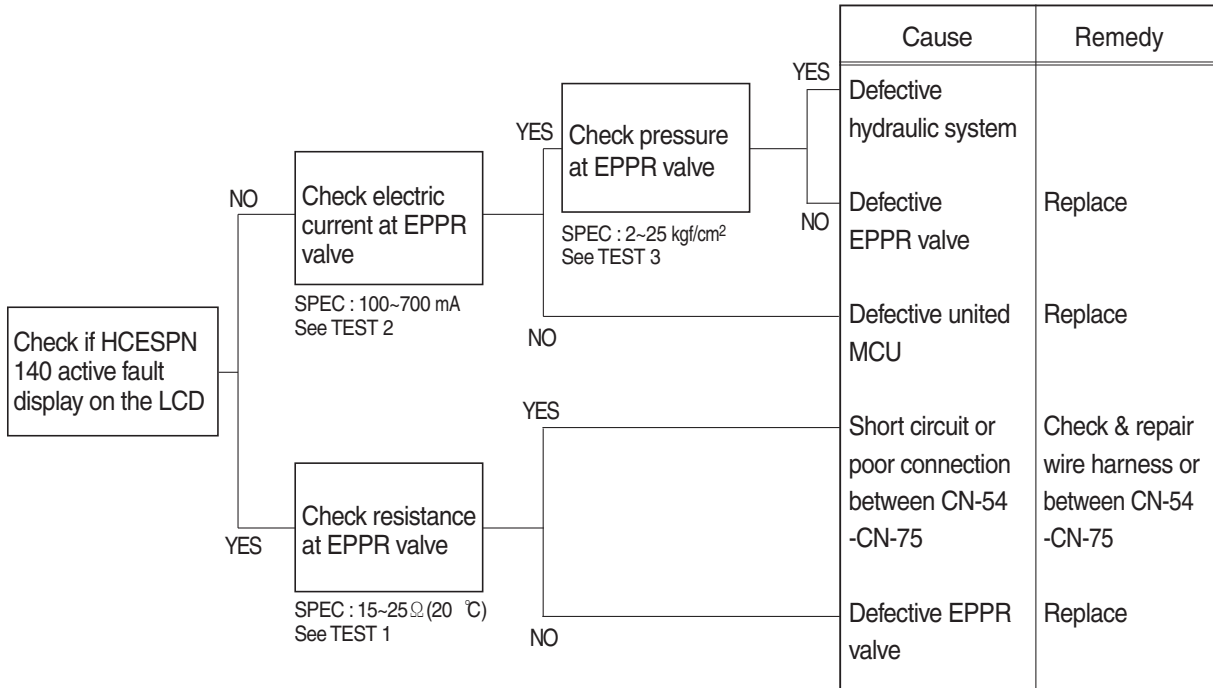 Check if HCESPN
140 active fault
display on the LCD
NO
YES
Check electric
current at EPPR
valve
SPEC : 100~700 mA
See TEST 2
Check resistance
at EPPR valve
SPEC : 15~25Ω(20 ℃)
See TEST 1
YES
NO
Check pressure
at EPPR valve
SPEC : 2~25 kgf/cm²
See TEST 3
YES
NO
YES
NO
Cause
Remedy
Defective
hydraulic system
Defective
EPPR valve
Replace
Defective united
MCU
Replace
Short circuit or
poor connection
between CN-54
-CN-75
Check & repair
wire harness or
between CN-54
-CN-75
Defective EPPR
valve
Replace